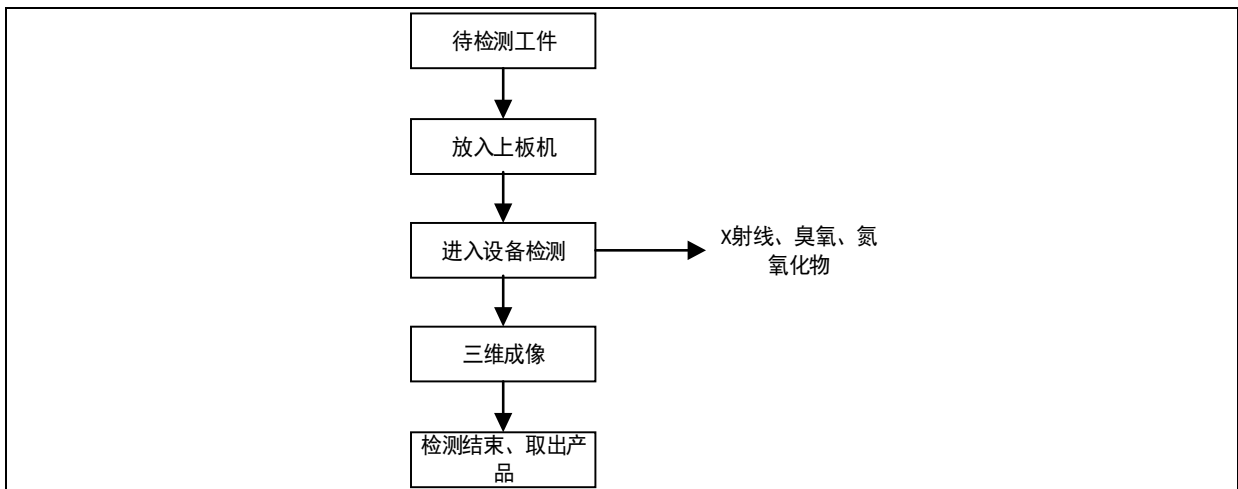 待检测工件
放入上板机
进入设备检测
X射线、臭氧、氮
氧化物
三维成像
检测结束、取出产
品